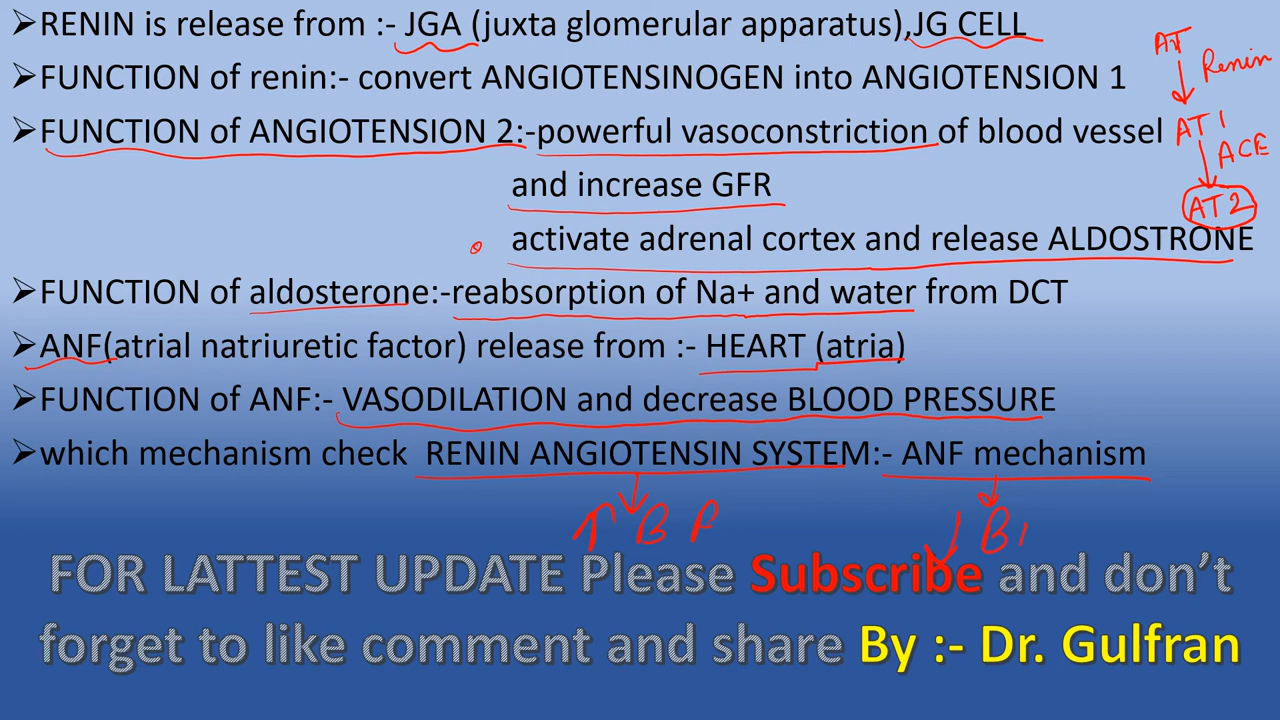 ➢RENIN is release from :- JGA (juxta glomerular apparatus),JG CELL
➢FUNCTION of renin:- convert ANGIOTENSINOGEN into ANGIOTENSION 1
➢FUNCTION of ANGIOTENSION 2:-powerful vasoconstriction of blood vessel
and increase GFR
activate adrenal cortex and release ALDOSTRONE
➢FUNCTION of aldosterone:-reabsorption of Na+ and water from DCT
➢ANF(atrial natriuretic factor) release from :- HEART (atria)
➢FUNCTION of ANF:- VASODILATION and decrease BLOOD PRESSURE
➢which mechanism check RENIN ANGIOTENSIN SYSTEM:- ANF mechanism
AT
Renin
AT1
ACE
AT2
↑ B P
↓ B
FOR LATTEST UPDATE Please Subscribe and don't
forget to like comment and share By :- Dr. Gulfran